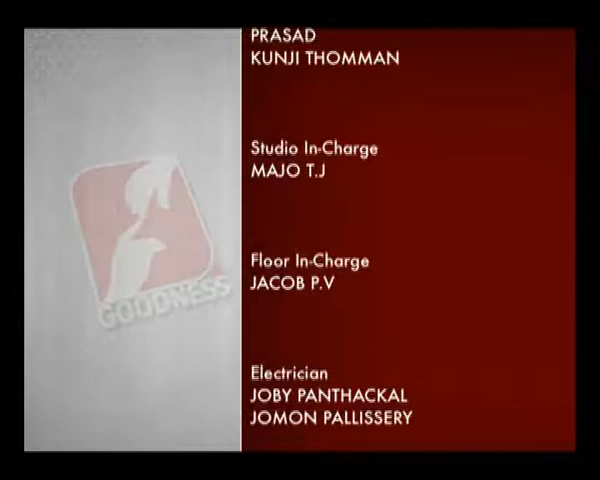 PRASAD
KUNJI THOMMAN
Studio In-Charge
MAJO T.J
Floor In-Charge
JACOB P.V
GOODNESS
Electrician
JOBY PANTHACKAL
JOMON PALLISSERY